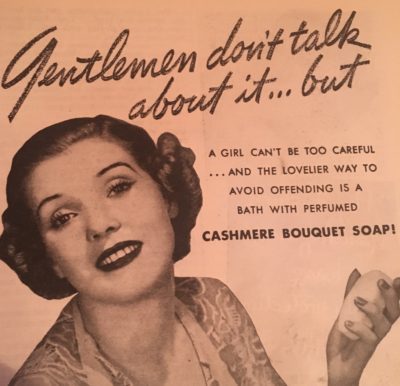 Gentlemen don't talk
about it... but
A GIRL CAN'T BE TOO CAREFUL
...AND THE LOVELIER WAY TO
AVOID OFFENDING IS A
BATH WITH PERFUMED
CASHMERE BOUQUET SOAP!